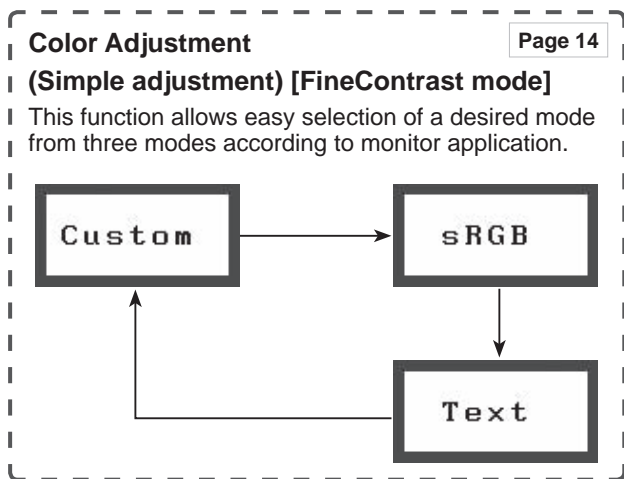 Color Adjustment
Page 14
(Simple adjustment) [FineContrast mode]
This function allows easy selection of a desired mode
from three modes according to monitor application.
Custom
sRGB
Text